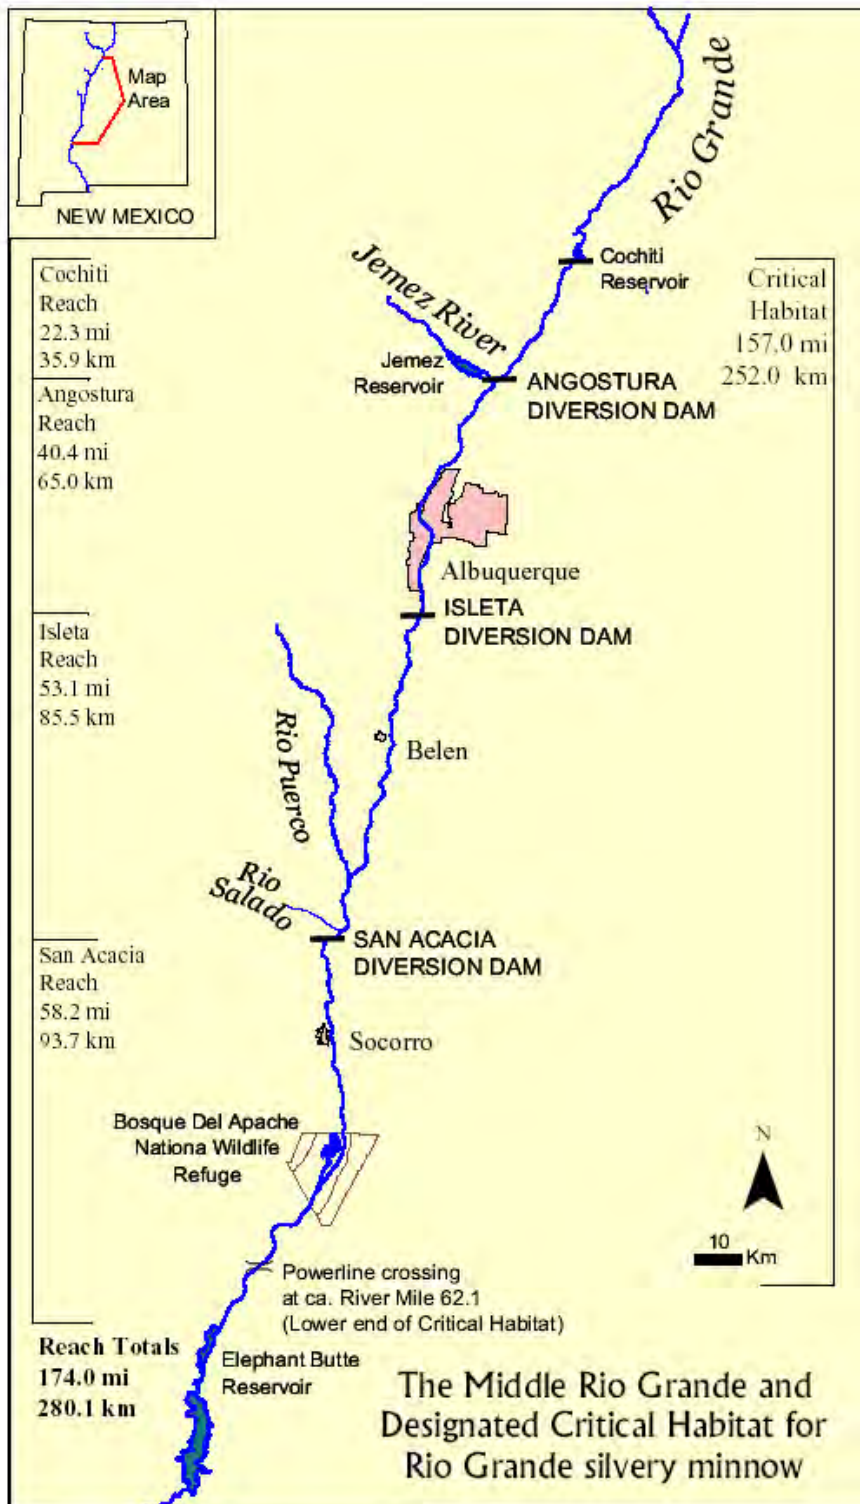 Map
Area
NEW MEXICO
Rio Grande
Cochiti
Reservoir
Jemez River
Jemez
Reservoir
ANGOSTURA
DIVERSION DAM
Cochiti
Reach
22.3 mi
35.9 km
Angostura
Reach
40.4 mi
65.0 km
Critical
Habitat
157.0 mi
252.0 km
Albuquerque
ISLETA
DIVERSION DAM
Isleta
Reach
53.1 mi
85.5 km
Rio Puerco
Belen
Rio
Salado
SAN ACACIA
DIVERSION DAM
San Acacia
Reach
58.2 mi
93.7 km
Socorro
Bosque Del Apache
Nationa Wildlife
Refuge
N
10
Km
Powerline crossing
at ca. River Mile 62.1
(Lower end of Critical Habitat)
Reach Totals
174.0 mi
280.1 km
Elephant Butte
Reservoir
The Middle Rio Grande and
Designated Critical Habitat for
Rio Grande silvery minnow